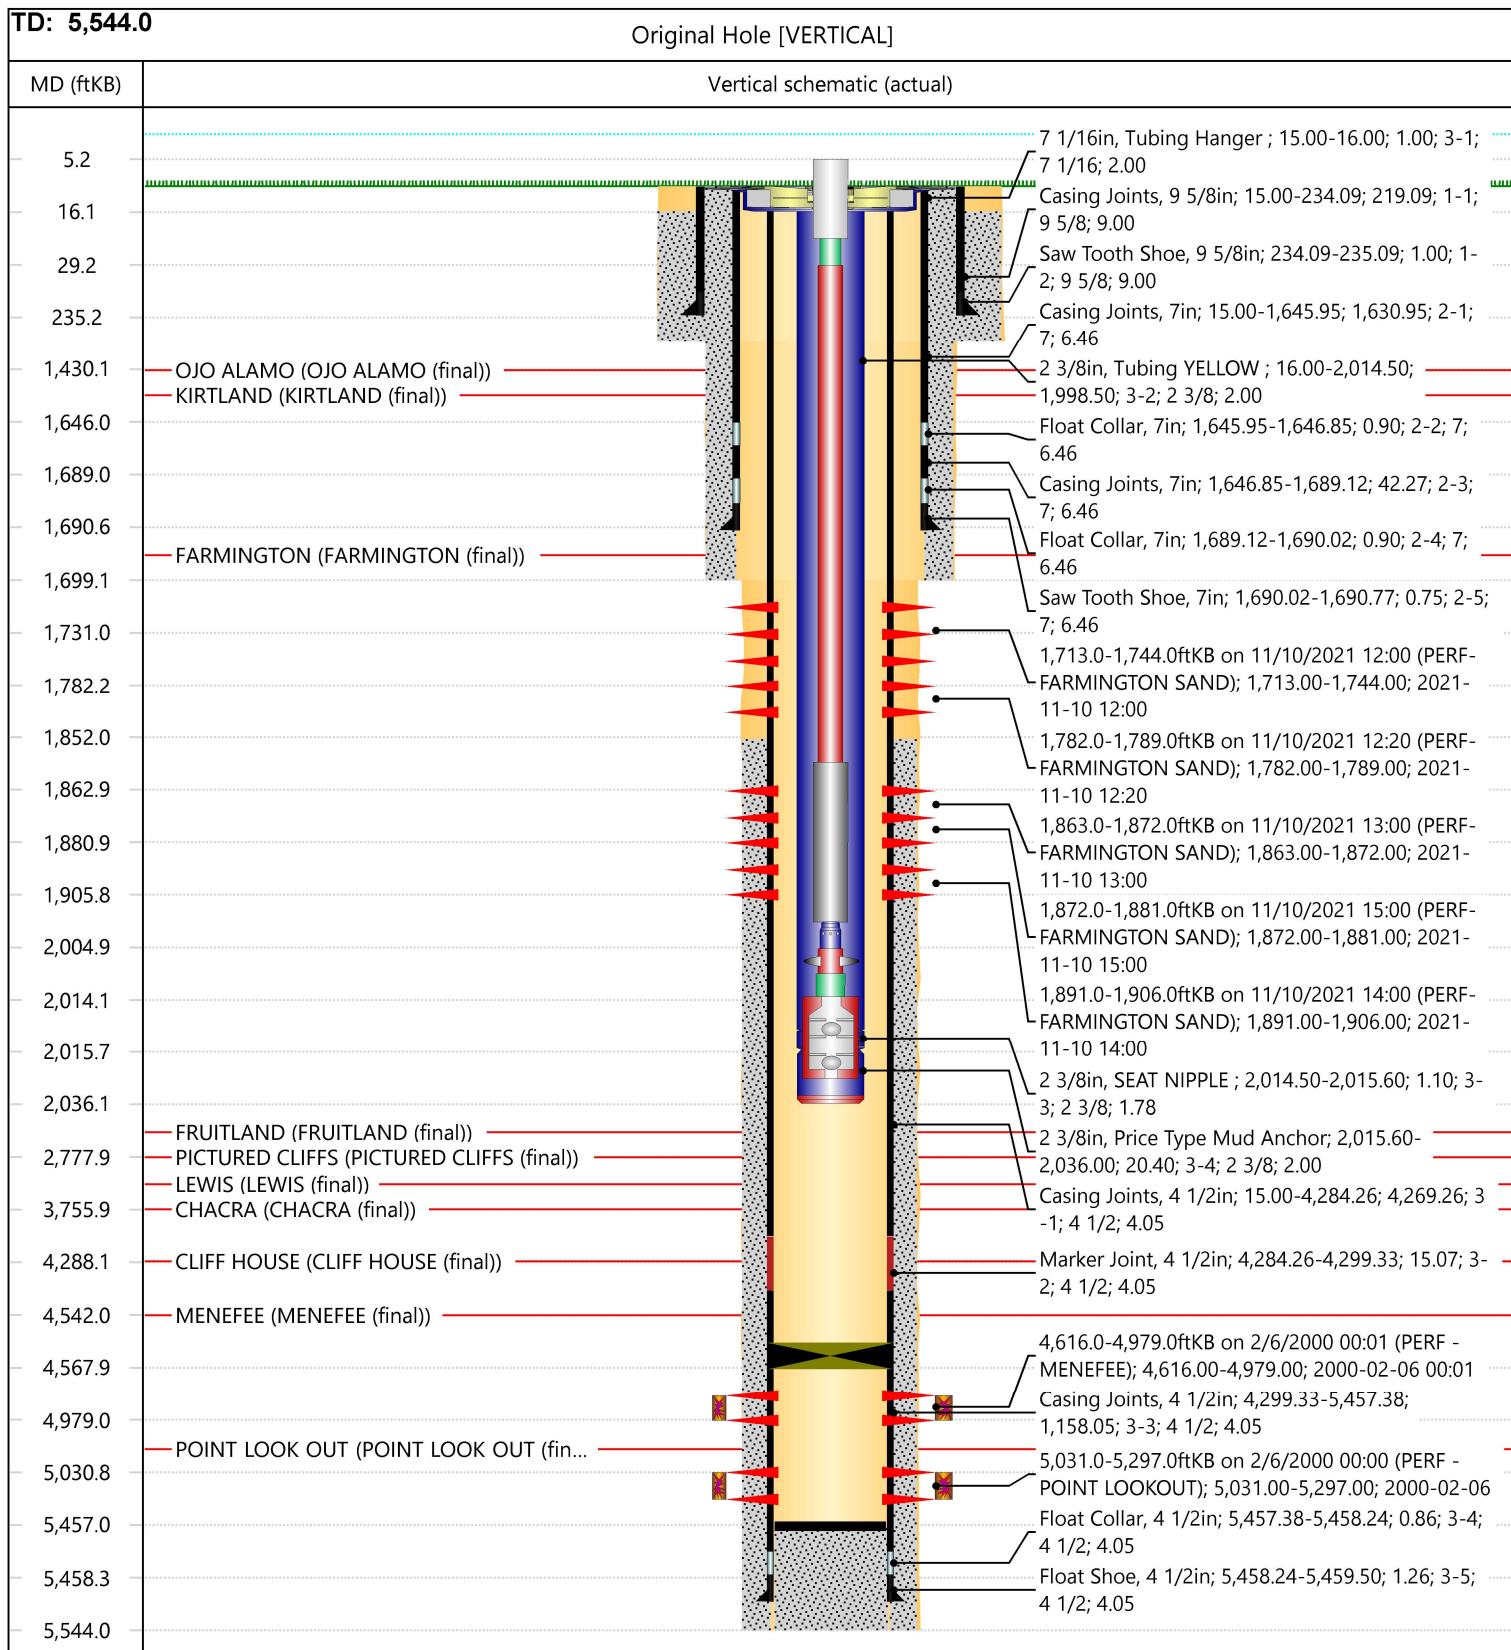 TD: 5,544.0
Original Hole [VERTICAL]
MD (ftKB)
Vertical schematic (actual)
5.2
16.1
29.2
235.2
1,430.1
1,646.0
1,689.0
1,690.6
1,699.1
1,731.0
1,782.2
1,852.0
1,862.9
1,880.9
1,905.8
2,004.9
2,014.1
2,015.7
2,036.1
2,777.9
3,755.9
4,288.1
4,542.0
4,567.9
4,979.0
5,030.8
5,457.0
5,458.3
5,544.0
OJO ALAMO (OJO ALAMO (final))
KIRTLAND (KIRTLAND (final))
FARMINGTON (FARMINGTON (final))
FRUITLAND (FRUITLAND (final))
PICTURED CLIFFS (PICTURED CLIFFS (final))
LEWIS (LEWIS (final))
CHACRA (CHACRA (final))
CLIFF HOUSE (CLIFF HOUSE (final))
MENEFEE (MENEFEE (final))
POINT LOOK OUT (POINT LOOK OUT (fin...
7 1/16in, Tubing Hanger ; 15.00-16.00; 1.00; 3-1;
7 1/16; 2.00
Casing Joints, 9 5/8in; 15.00-234.09; 219.09; 1-1;
9 5/8; 9.00
Saw Tooth Shoe, 9 5/8in; 234.09-235.09; 1.00; 1-
2; 9 5/8; 9.00
Casing Joints, 7in; 15.00-1,645.95; 1,630.95; 2-1;
7; 6.46
2 3/8in, Tubing YELLOW ; 16.00-2,014.50;
1,998.50; 3-2; 2 3/8; 2.00
Float Collar, 7in; 1,645.95-1,646.85; 0.90; 2-2; 7;
6.46
Casing Joints, 7in; 1,646.85-1,689.12; 42.27; 2-3;
7; 6.46
Float Collar, 7in; 1,689.12-1,690.02; 0.90; 2-4; 7;
6.46
Saw Tooth Shoe, 7in; 1,690.02-1,690.77; 0.75; 2-5;
7; 6.46
1,713.0-1,744.0ftKB on 11/10/2021 12:00 (PERF-
FARMINGTON SAND); 1,713.00-1,744.00; 2021-
11-10 12:00
1,782.0-1,789.0ftKB on 11/10/2021 12:20 (PERF-
FARMINGTON SAND); 1,782.00-1,789.00; 2021-
11-10 12:20
1,863.0-1,872.0ftKB on 11/10/2021 13:00 (PERF-
FARMINGTON SAND); 1,863.00-1,872.00; 2021-
11-10 13:00
1,872.0-1,881.0ftKB on 11/10/2021 15:00 (PERF-
FARMINGTON SAND); 1,872.00-1,881.00; 2021-
11-10 15:00
1,891.0-1,906.0ftKB on 11/10/2021 14:00 (PERF-
FARMINGTON SAND); 1,891.00-1,906.00; 2021-
11-10 14:00
2 3/8in, SEAT NIPPLE ; 2,014.50-2,015.60; 1.10; 3-
3; 2 3/8; 1.78
2 3/8in, Price Type Mud Anchor; 2,015.60-
2,036.00; 20.40; 3-4; 2 3/8; 2.00
Casing Joints, 4 1/2in; 15.00-4,284.26; 4,269.26; 3
-1; 4 1/2; 4.05
Marker Joint, 4 1/2in; 4,284.26-4,299.33; 15.07; 3-
2; 4 1/2; 4.05
4,616.0-4,979.0ftKB on 2/6/2000 00:01 (PERF -
MENEFEE); 4,616.00-4,979.00; 2000-02-06 00:01
Casing Joints, 4 1/2in; 4,299.33-5,457.38;
1,158.05; 3-3; 4 1/2; 4.05
5,031.0-5,297.0ftKB on 2/6/2000 00:00 (PERF -
POINT LOOKOUT); 5,031.00-5,297.00; 2000-02-06
Float Collar, 4 1/2in; 5,457.38-5,458.24; 0.86; 3-4;
4 1/2; 4.05
Float Shoe, 4 1/2in; 5,458.24-5,459.50; 1.26; 3-5;
4 1/2; 4.05